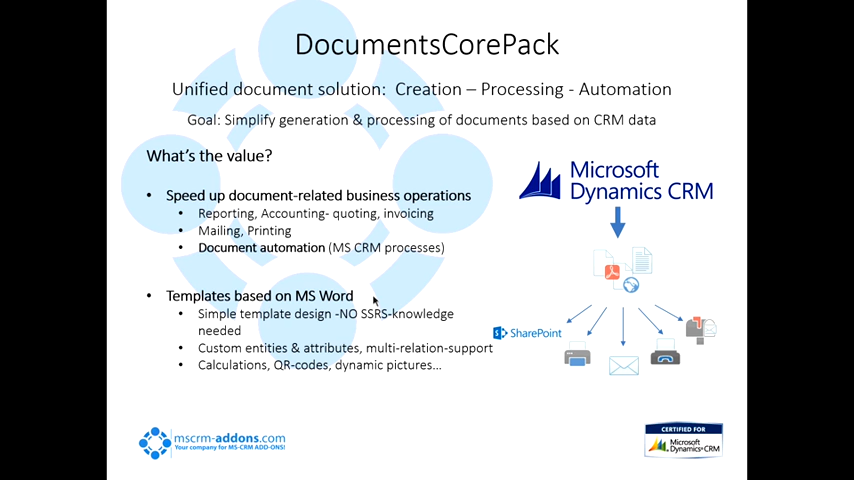 DocumentsCorePack
Unified document solution: Creation – Processing - Automation
Goal: Simplify generation & processing of documents based on CRM data
What's the value?
• Speed up document-related business operations
• Reporting, Accounting- quoting, invoicing
• Mailing, Printing
• Document automation (MS CRM processes)
• Templates based on MS Word
• Simple template design -NO SSRS-knowledge
needed
• Custom entities & attributes, multi-relation-support
• Calculations, QR-codes, dynamic pictures...
Microsoft
Dynamics CRM
SharePoint
mscrm-addons.com
Your company for MS-CRM ADD-ONS!
CERTIFIED FOR
Microsoft
Dynamics CRM